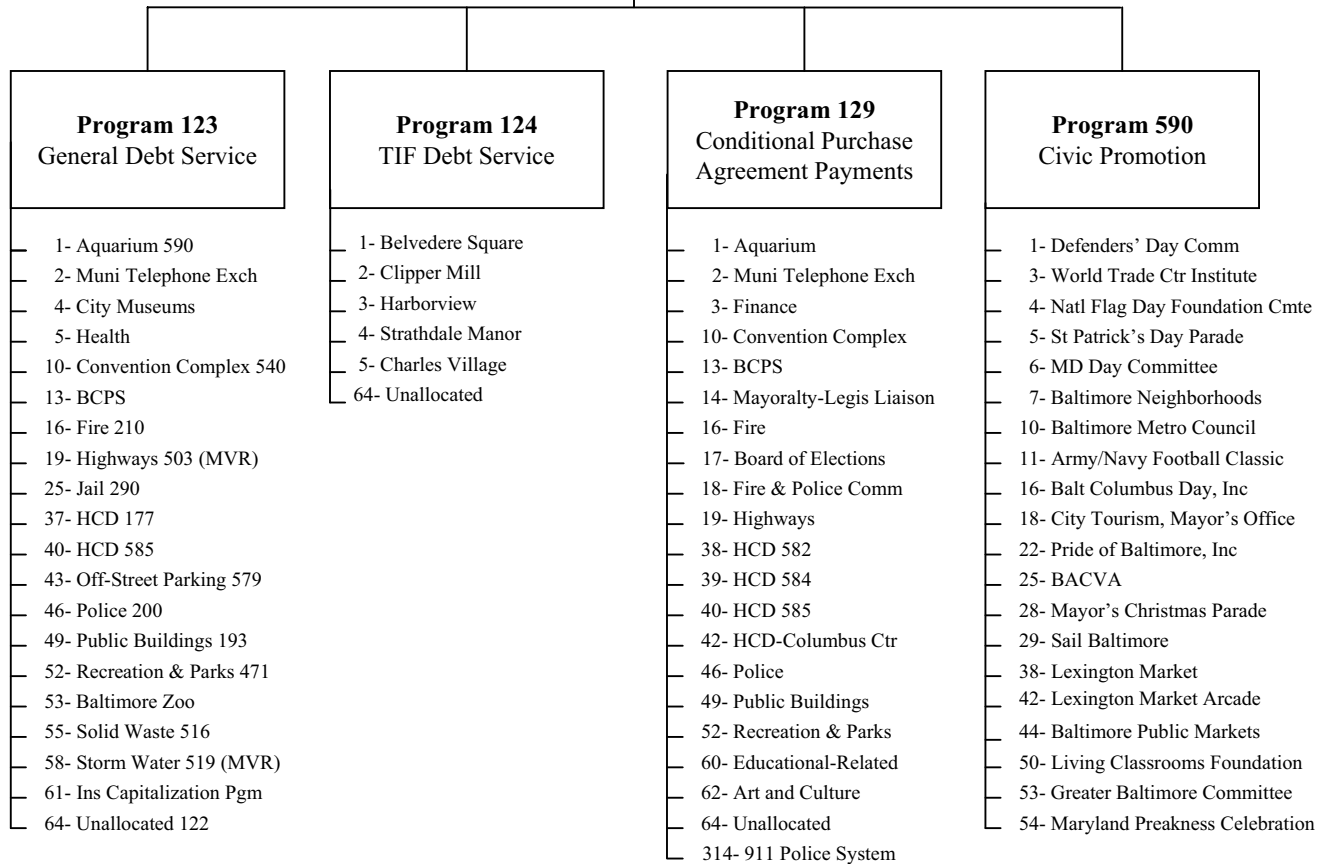 Program 123
General Debt Service
1- Aquarium 590
2- Muni Telephone Exch
4- City Museums
5- Health
10- Convention Complex 540
13- BCPS
16- Fire 210
19- Highways 503 (MVR)
25- Jail 290
37- HCD 177
40- HCD 585
43- Off-Street Parking 579
46- Police 200
49- Public Buildings 193
52- Recreation & Parks 471
53- Baltimore Zoo
55- Solid Waste 516
58- Storm Water 519 (MVR)
61- Ins Capitalization Pgm
64- Unallocated 122
Program 124
TIF Debt Service
1- Belvedere Square
2- Clipper Mill
3- Harborview
4- Strathdale Manor
5- Charles Village
64- Unallocated
Program 129
Conditional Purchase
Agreement Payments
1- Aquarium
2- Muni Telephone Exch
3- Finance
10- Convention Complex
13- BCPS
14- Mayoralty-Legis Liaison
16- Fire
17- Board of Elections
18- Fire & Police Comm
19- Highways
38- HCD 582
39- HCD 584
40- HCD 585
42- HCD-Columbus Ctr
46- Police
49- Public Buildings
52- Recreation & Parks
60- Educational-Related
62- Art and Culture
64- Unallocated
314- 911 Police System
Program 590
Civic Promotion
1- Defenders’ Day Comm
3- World Trade Ctr Institute
4- Natl Flag Day Foundation Cmte
5- St Patrick’s Day Parade
6- MD Day Committee
7- Baltimore Neighborhoods
10- Baltimore Metro Council
11- Army/Navy Football Classic
16- Balt Columbus Day, Inc
18- City Tourism, Mayor’s Office
22- Pride of Baltimore, Inc
25- BACVA
28- Mayor’s Christmas Parade
29- Sail Baltimore
38- Lexington Market
42- Lexington Market Arcade
44- Baltimore Public Markets
50- Living Classrooms Foundation
53- Greater Baltimore Committee
54- Maryland Preakness Celebration